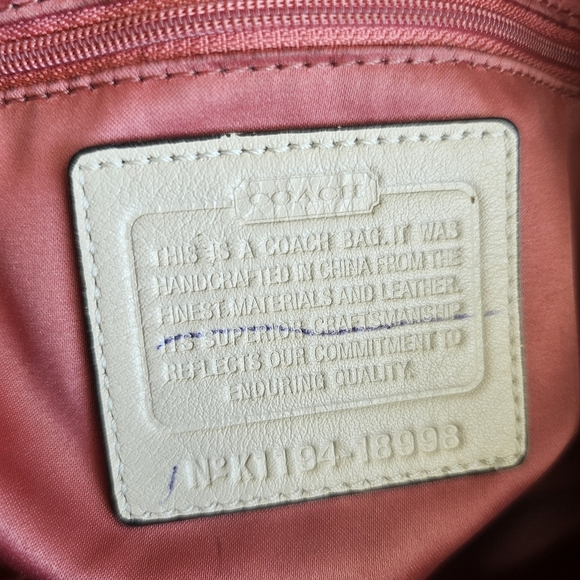 COACH
THIS IS A COACH BAG. IT WAS
HANDCRAFTED IN CHINA FROM THE
FINEST MATERIALS AND LEATHER.
ITS SUPERIOR CRAFTSMANSHIP
REFLECTS OUR COMMITMENT TO
ENDURING QUALITY.
Nº K1194-18998